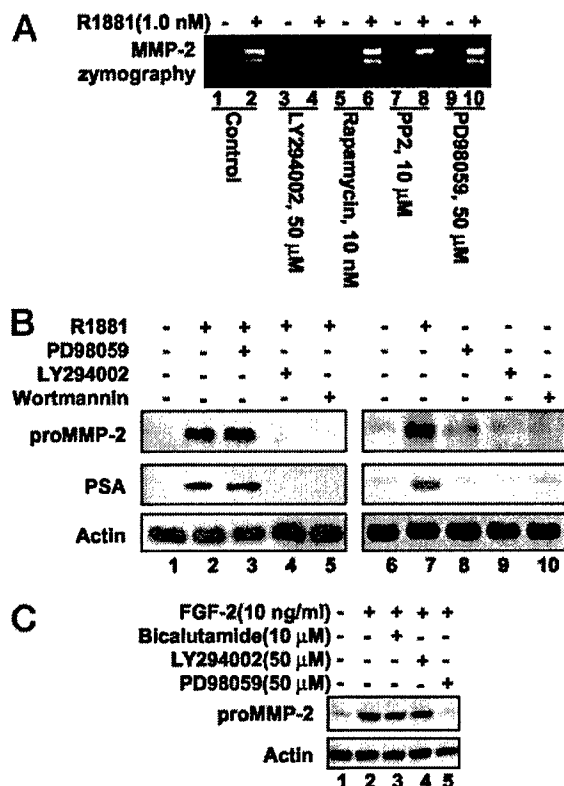 A
R1881(1.0 nM) - + - + - + - + - +
MMP-2
zymography
1 2 3 4 5 6 7 8 9 10
Control
LY294002, 50 µM
Rapamycin, 10 nM
PP2, 10 µM
PD98059, 50 µM
B
R1881 - + + + + - + - - -
PD98059 - - + - - - - + - -
LY294002 - - - + - - - - + -
Wortmannin - - - - + - - - - +
proMMP-2
PSA
Actin
1 2 3 4 5 6 7 8 9 10
C
FGF-2(10 ng/ml) - + + + +
Bicalutamide(10 µM) - - + - -
LY294002(50 µM) - - - + -
PD98059(50 µM) - - - - +
proMMP-2
Actin
1 2 3 4 5